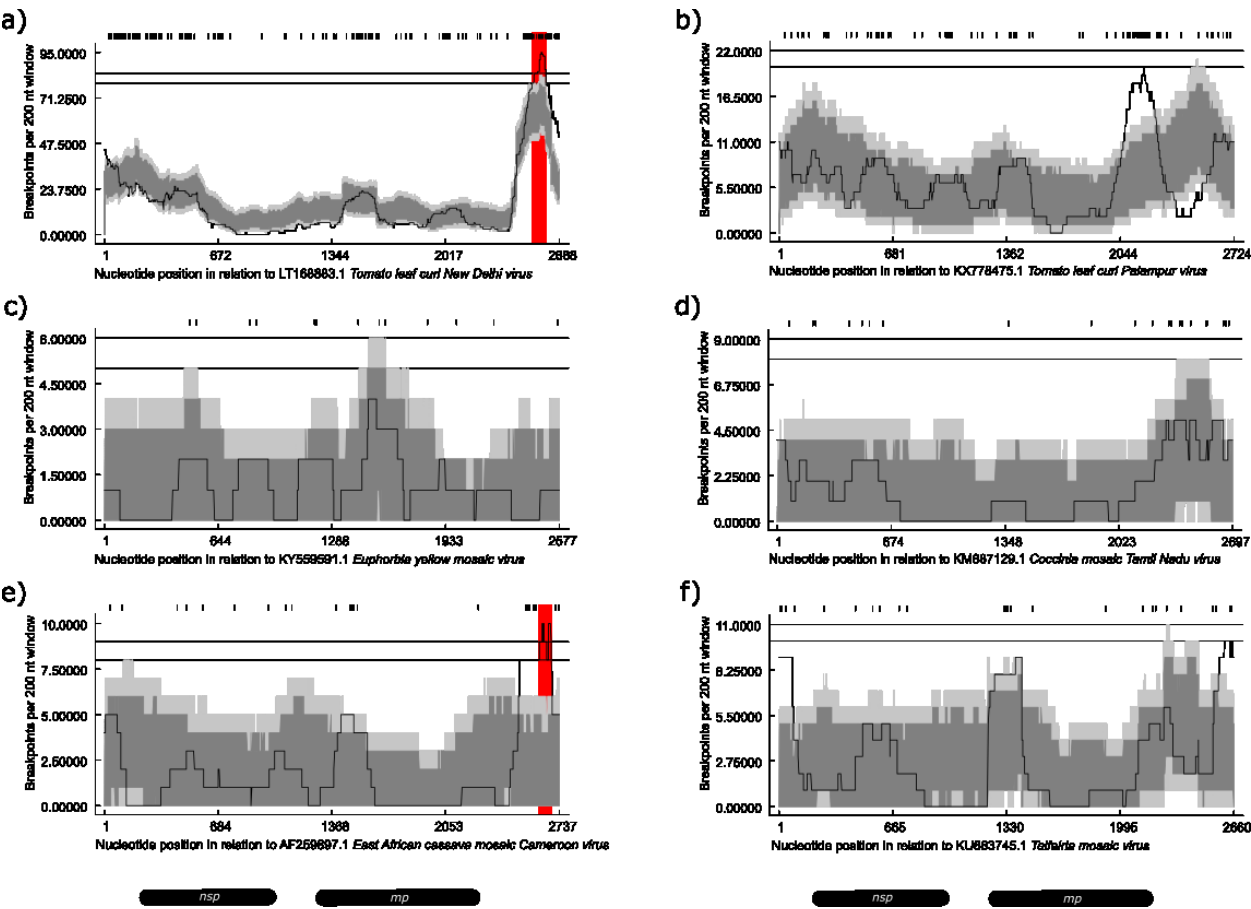 a)
Breakpoints per 200 nt window
95.0000
71.2500
47.5000
23.7500
0.00000
1 672 1344 2017 2688
Nucleotide position in relation to LT168883.1 Tomato leaf curl New Delhi virus
b)
Breakpoints per 200 nt window
22.0000
16.5000
11.0000
5.50000
0.00000
1 681 1362 2044 2724
Nucleotide position in relation to KX778475.1 Tomato leaf curl Palampur virus
c)
Breakpoints per 200 nt window
6.00000
4.50000
3.00000
1.50000
0.00000
1 644 1288 1933 2577
Nucleotide position in relation to KY559591.1 Euphorbia yellow mosaic virus
d)
Breakpoints per 200 nt window
9.00000
6.75000
4.50000
2.25000
0.00000
1 674 1348 2023 2697
Nucleotide position in relation to KM887129.1 Coccinia mosaic Tamil Nadu virus
e)
Breakpoints per 200 nt window
10.0000
7.50000
5.00000
2.50000
0.00000
1 684 1368 2053 2737
Nucleotide position in relation to AF259897.1 East African cassava mosaic Cameroon virus
f)
Breakpoints per 200 nt window
11.0000
8.25000
5.50000
2.75000
0.00000
1 665 1330 1996 2660
Nucleotide position in relation to KU683745.1 Telfairia mosaic virus
nsp mp
nsp mp